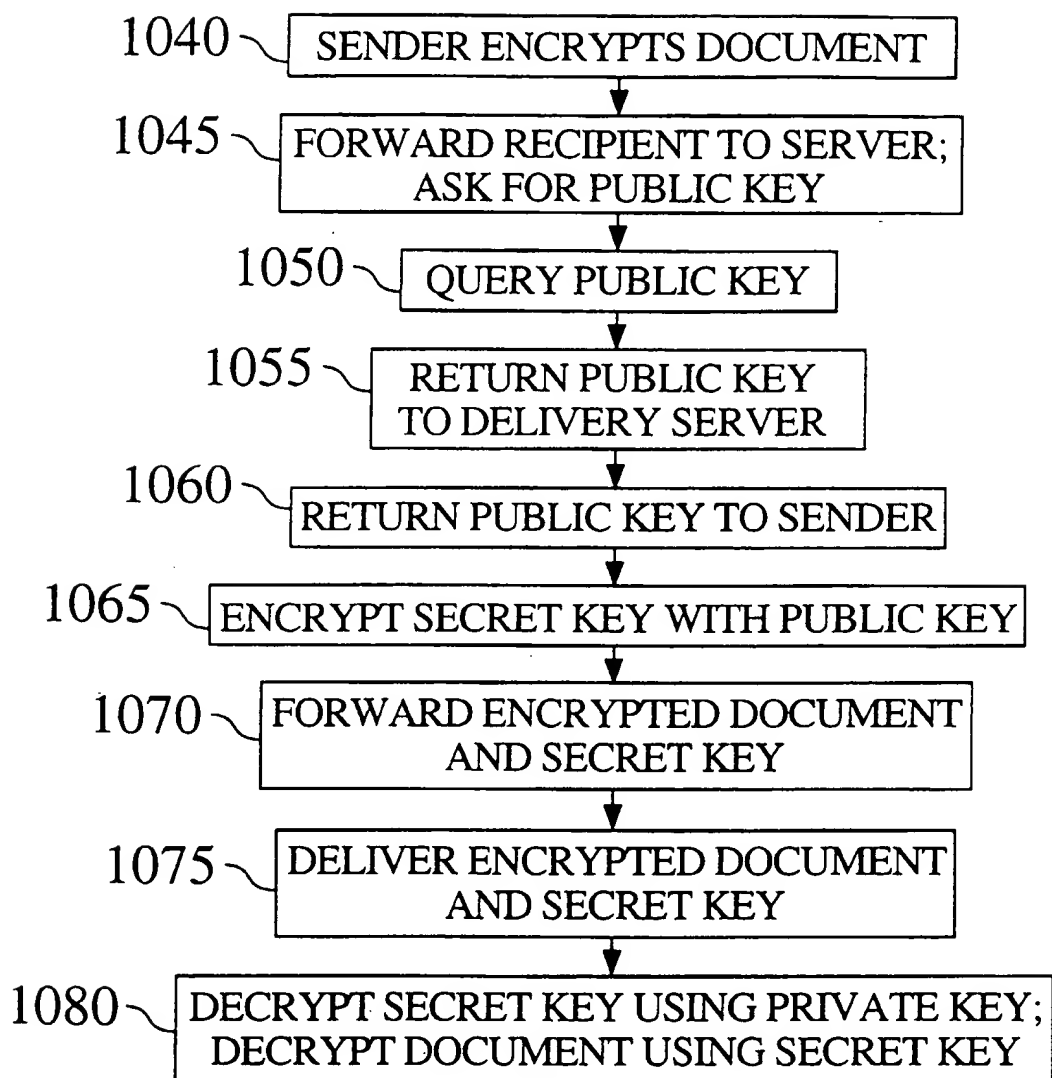 1040 SENDER ENCRYPTS DOCUMENT
1045 FORWARD RECIPIENT TO SERVER;
ASK FOR PUBLIC KEY
1050 QUERY PUBLIC KEY
1055 RETURN PUBLIC KEY
TO DELIVERY SERVER
1060 RETURN PUBLIC KEY TO SENDER
1065 ENCRYPT SECRET KEY WITH PUBLIC KEY
1070 FORWARD ENCRYPTED DOCUMENT
AND SECRET KEY
1075 DELIVER ENCRYPTED DOCUMENT
AND SECRET KEY
1080 DECRYPT SECRET KEY USING PRIVATE KEY;
DECRYPT DOCUMENT USING SECRET KEY